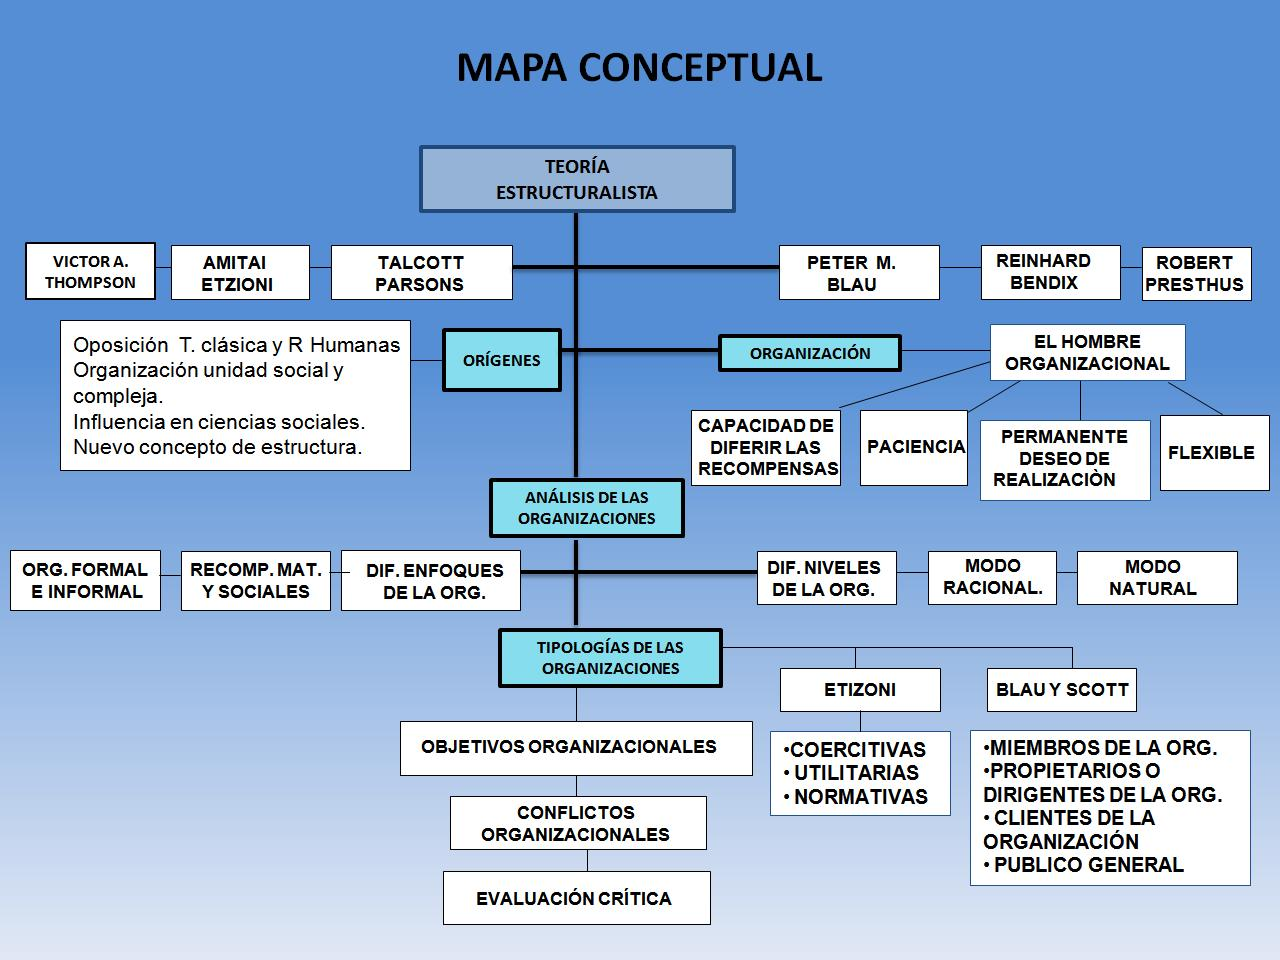 MAPA CONCEPTUAL
TEORÍA
ESTRUCTURALISTA
VICTOR A.
THOMPSON
AMITAI
ETZIONI
TALCOTT
PARSONS
PETER M.
BLAU
REINHARD
BENDIX
ROBERT
PRESTHUS
Oposición T. clásica y R Humanas
Organización unidad social y
compleja.
Influencia en ciencias sociales.
Nuevo concepto de estructura.
ORÍGENES
ORGANIZACIÓN
EL HOMBRE
ORGANIZACIONAL
CAPACIDAD DE
DIFERIR LAS
RECOMPENSAS
PACIENCIA
PERMANENTE
DESEO DE
REALIZACIÒN
FLEXIBLE
ANÁLISIS DE LAS
ORGANIZACIONES
ORG. FORMAL
E INFORMAL
RECOMP. MAT.
Y SOCIALES
DIF. ENFOQUES
DE LA ORG.
DIF. NIVELES
DE LA ORG.
MODO
RACIONAL.
MODO
NATURAL
TIPOLOGÍAS DE LAS
ORGANIZACIONES
ETIZONI
BLAU Y SCOTT
OBJETIVOS ORGANIZACIONALES
CONFLICTOS
ORGANIZACIONALES
EVALUACIÓN CRÍTICA
•COERCITIVAS
• UTILITARIAS
• NORMATIVAS
•MIEMBROS DE LA ORG.
•PROPIETARIOS O
DIRIGENTES DE LA ORG.
• CLIENTES DE LA
ORGANIZACIÓN
• PUBLICO GENERAL